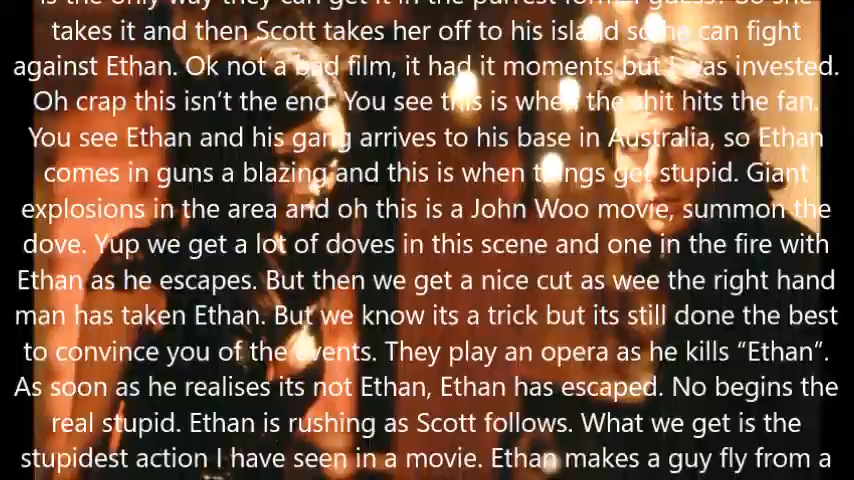 is the only way they can get it in the purrest form I guess? So she
takes it and then Scott takes her off to his island so he can fight
against Ethan. Ok not a bad film, it had it moments but I was invested.
Oh crap this isn't the end. You see this is when the shit hits the fan.
You see Ethan and his gang arrives to his base in Australia, so Ethan
comes in guns a blazing and this is when things get stupid. Giant
explosions in the area and oh this is a John Woo movie, summon the
dove. Yup we get a lot of doves in this scene and one in the fire with
Ethan as he escapes. But then we get a nice cut as wee the right hand
man has taken Ethan. But we know its a trick but its still done the best
to convince you of the events. They play an opera as he kills “Ethan”.
As soon as he realises its not Ethan, Ethan has escaped. No begins the
real stupid. Ethan is rushing as Scott follows. What we get is the
stupidest action I have seen in a movie. Ethan makes a guy fly from a